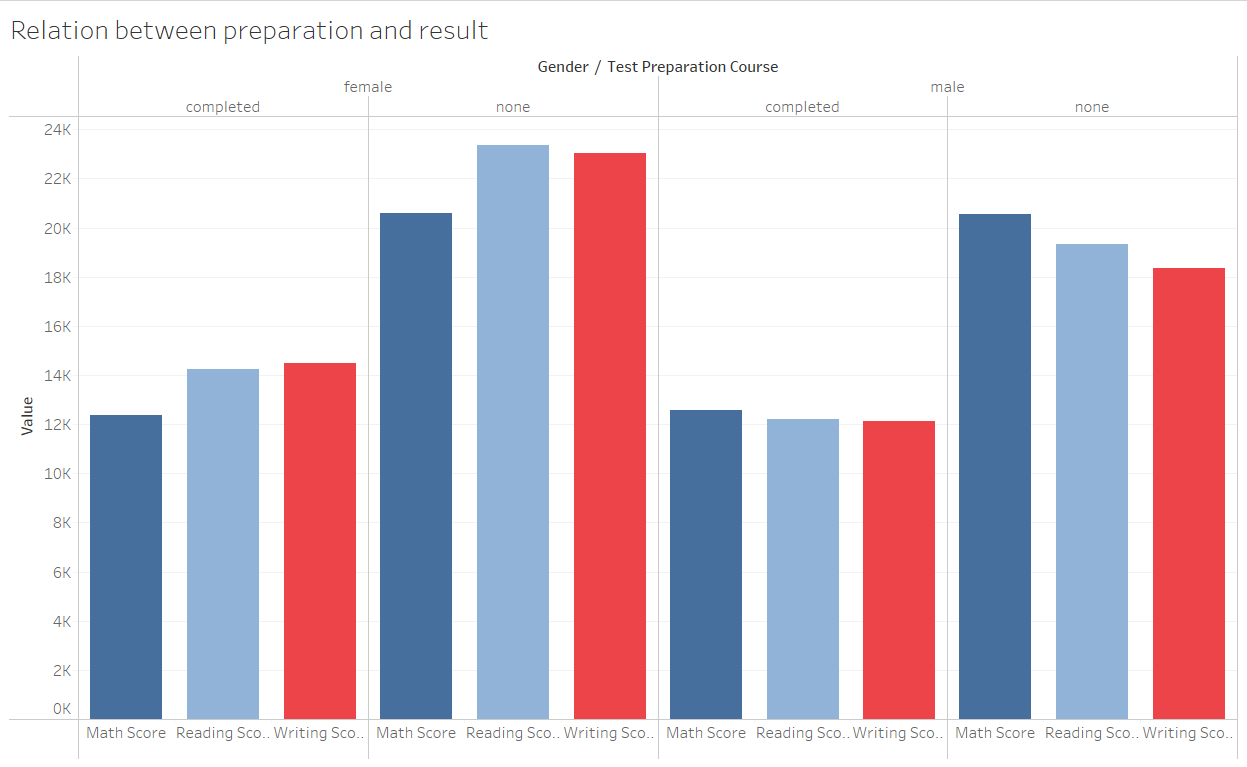 Relation between preparation and result
Gender / Test Preparation Course
female male
completed none completed none
24K
22K
20K
18K
16K
14K
12K
10K
8K
6K
4K
2K
0K
Value
Math Score Reading Sco.. Writing Sco.. Math Score Reading Sco.. Writing Sco.. Math Score Reading Sco.. Writing Sco.. Math Score Reading Sco.. Writing Sco..